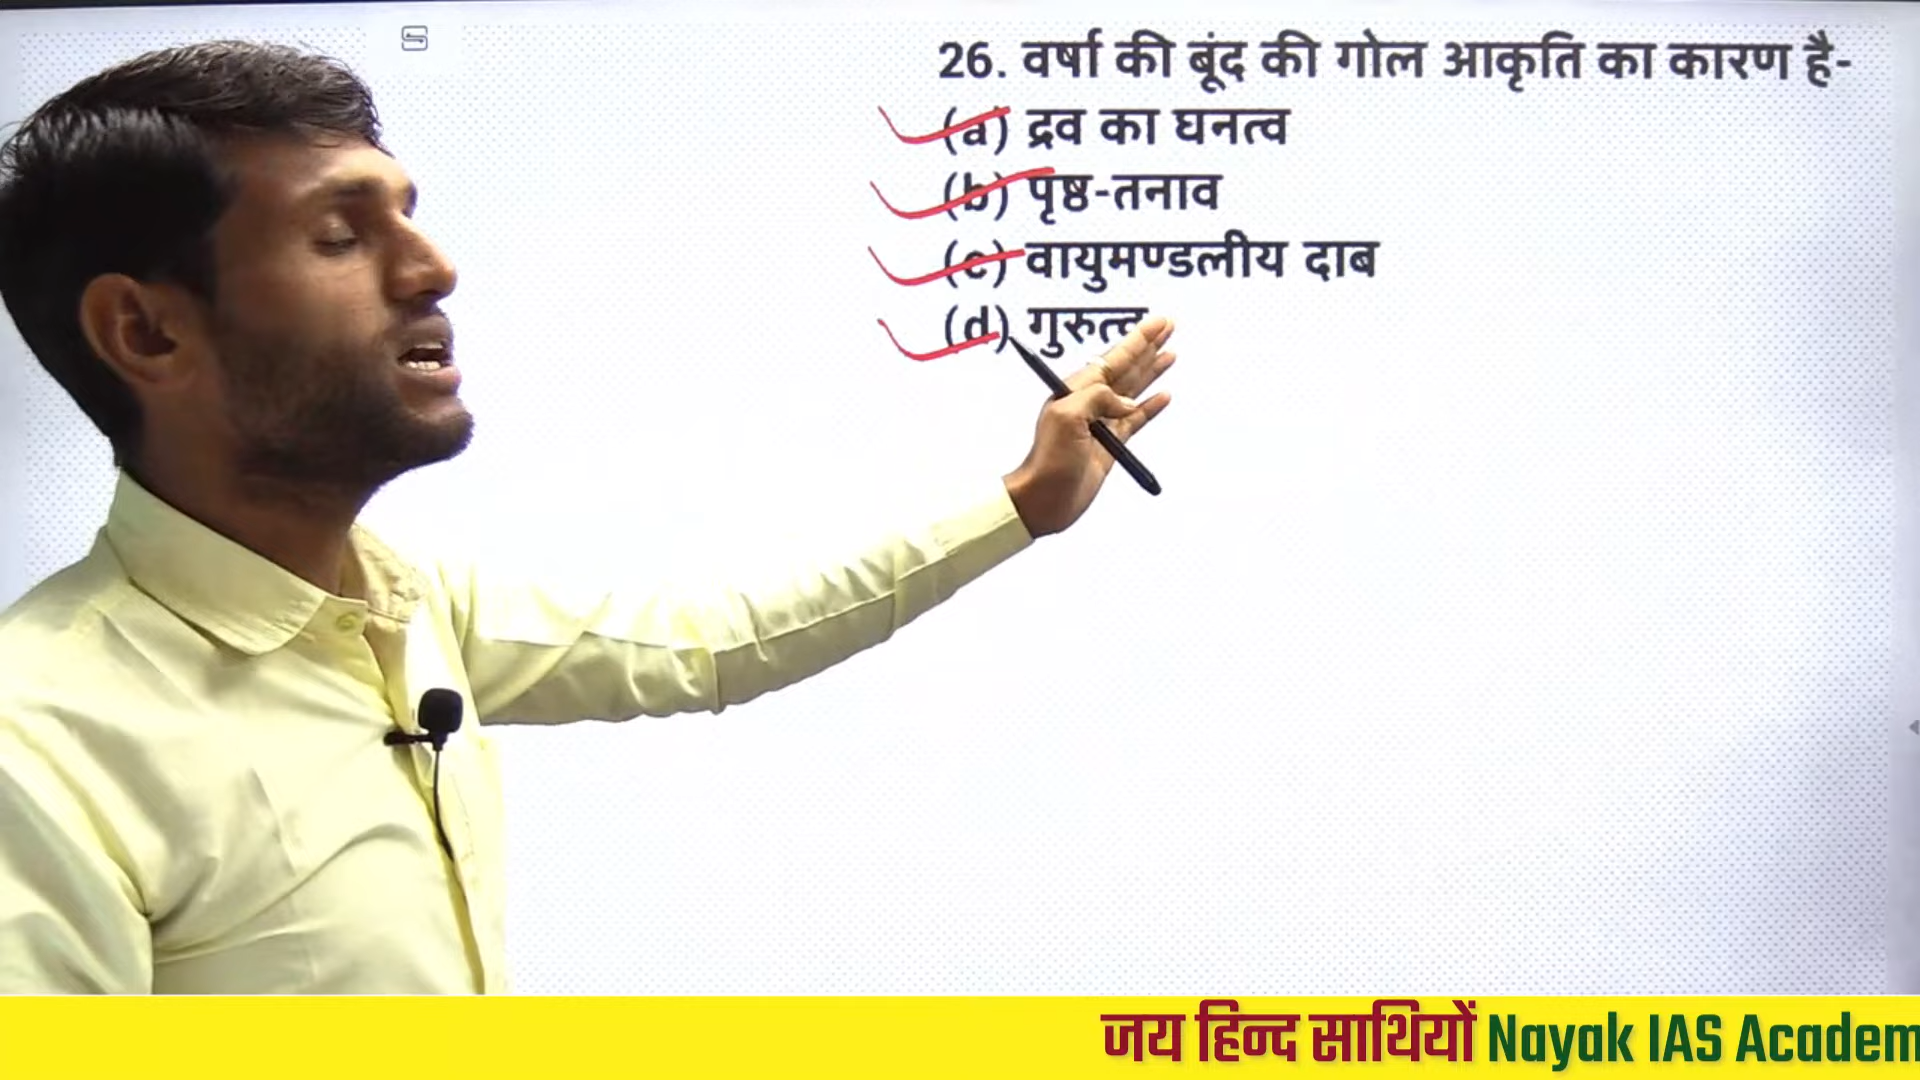 26. वर्षा की बूंद की गोल आकृति का कारण है-
(a) द्रव का घनत्व
(b) पृष्ठ-तनाव
(c) वायुमण्डलीय दाब
(d)
जय हिन्द साथियों Nayak IAS Academ